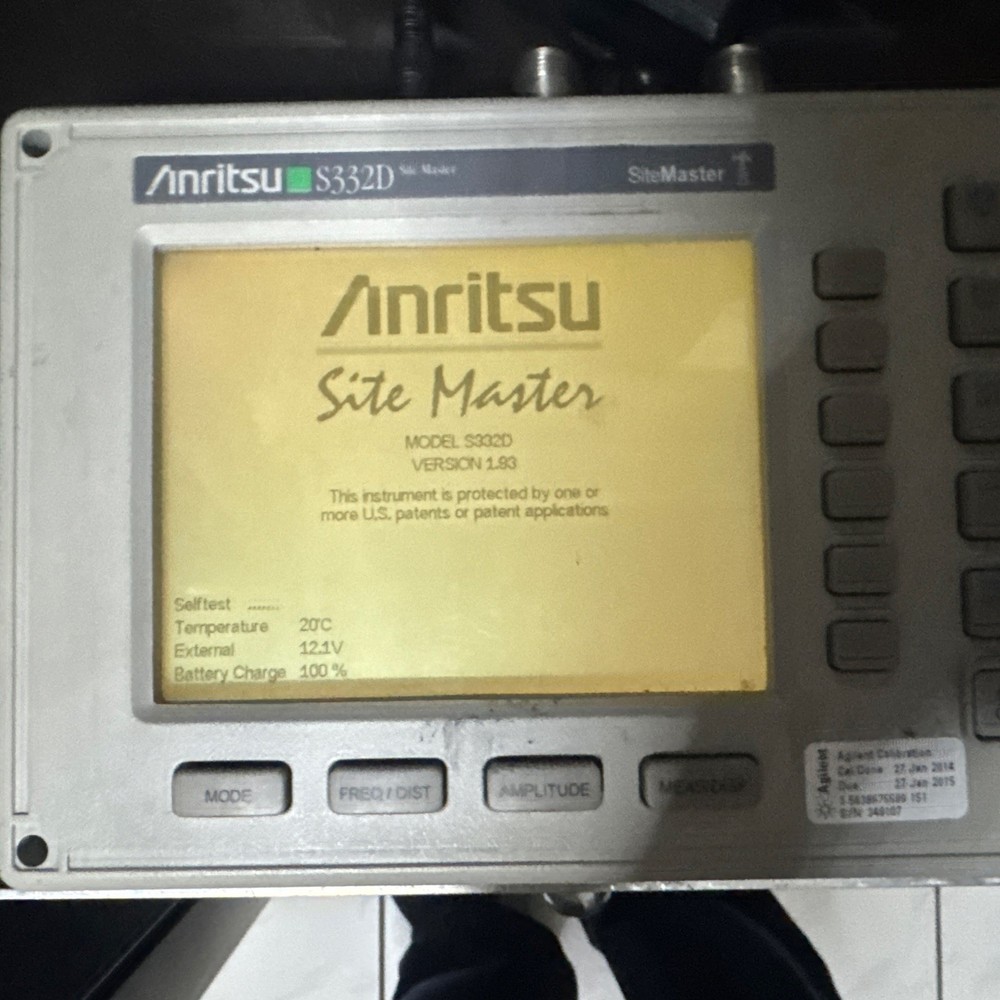 Anritsu S332D Site Master
SiteMaster
Anritsu
Site Master
MODEL S332D
VERSION 1.93
This instrument is protected by one or
more U.S. patents or patent applications
Selftest .......
Temperature 20°C
External 12.1V
Battery Charge 100 %
MODE
FREQ / DIST
AMPLITUDE
Agilent
Agilent Calibration
Cal Done 27 Jan 2014
Due 27 Jan 2015
S/N